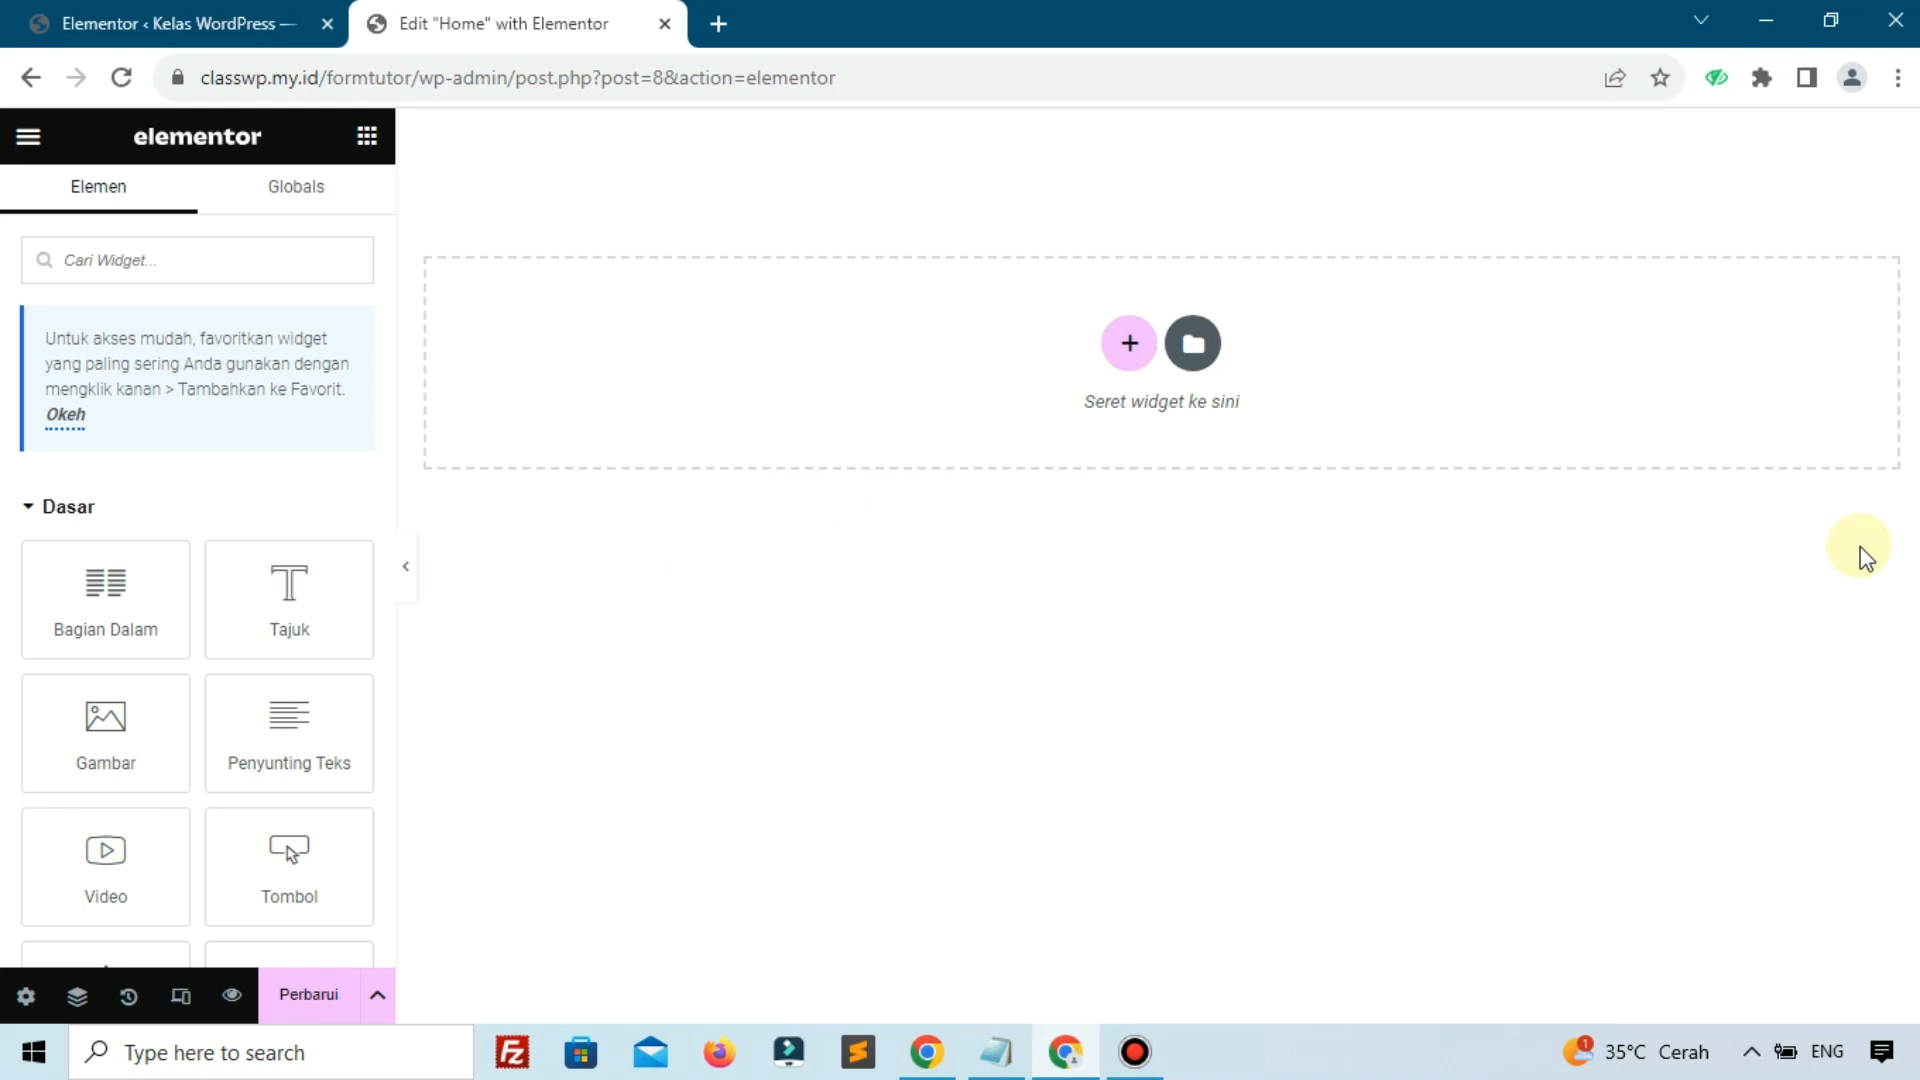 Elementor ‹ Kelas WordPress —
Edit "Home" with Elementor
classwp.my.id/formtutor/wp-admin/post.php?post=8&action=elementor
elementor
Elemen
Globals
Cari Widget...
Untuk akses mudah, favoritkan widget
yang paling sering Anda gunakan dengan
mengklik kanan > Tambahkan ke Favorit.
Okeh
Seret widget ke sini
Dasar
Bagian Dalam
Tajuk
Gambar
Penyunting Teks
Video
Tombol
Perbarui
Type here to search
1
35°C Cerah
ENG